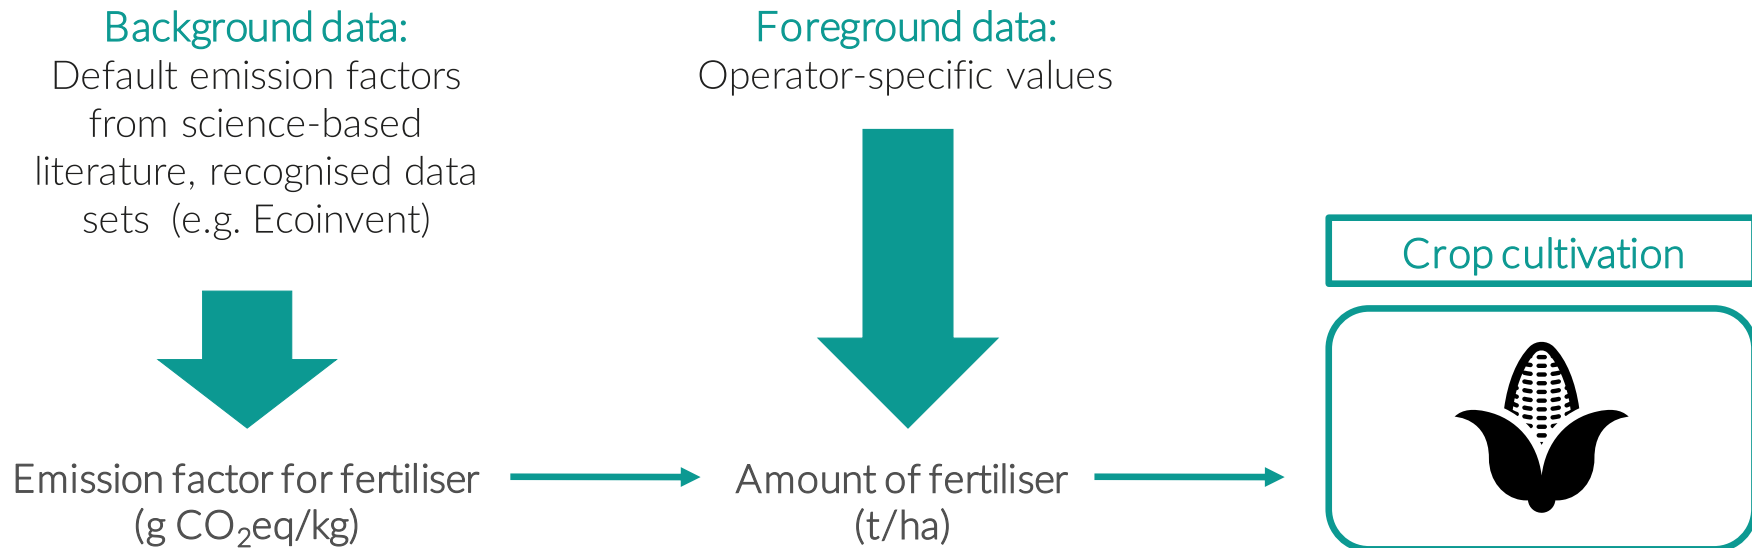 Background data:
Default emission factors
from science-based
literature, recognised data
sets (e.g. Ecoinvent)
Foreground data:
Operator-specific values
Crop cultivation
Emission factor for fertiliser
(g CO₂eq/kg)
Amount of fertiliser
(t/ha)